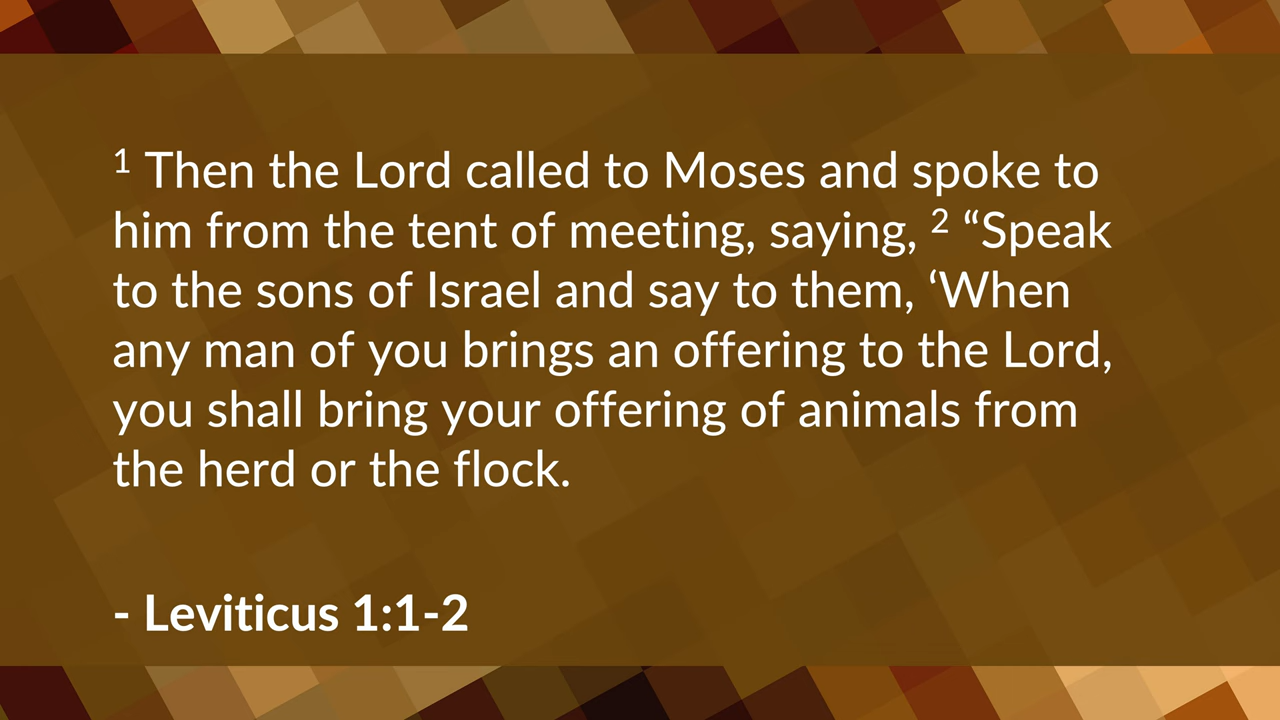 1 Then the Lord called to Moses and spoke to
him from the tent of meeting, saying, 2 “Speak
to the sons of Israel and say to them, ‘When
any man of you brings an offering to the Lord,
you shall bring your offering of animals from
the herd or the flock.
- Leviticus 1:1-2